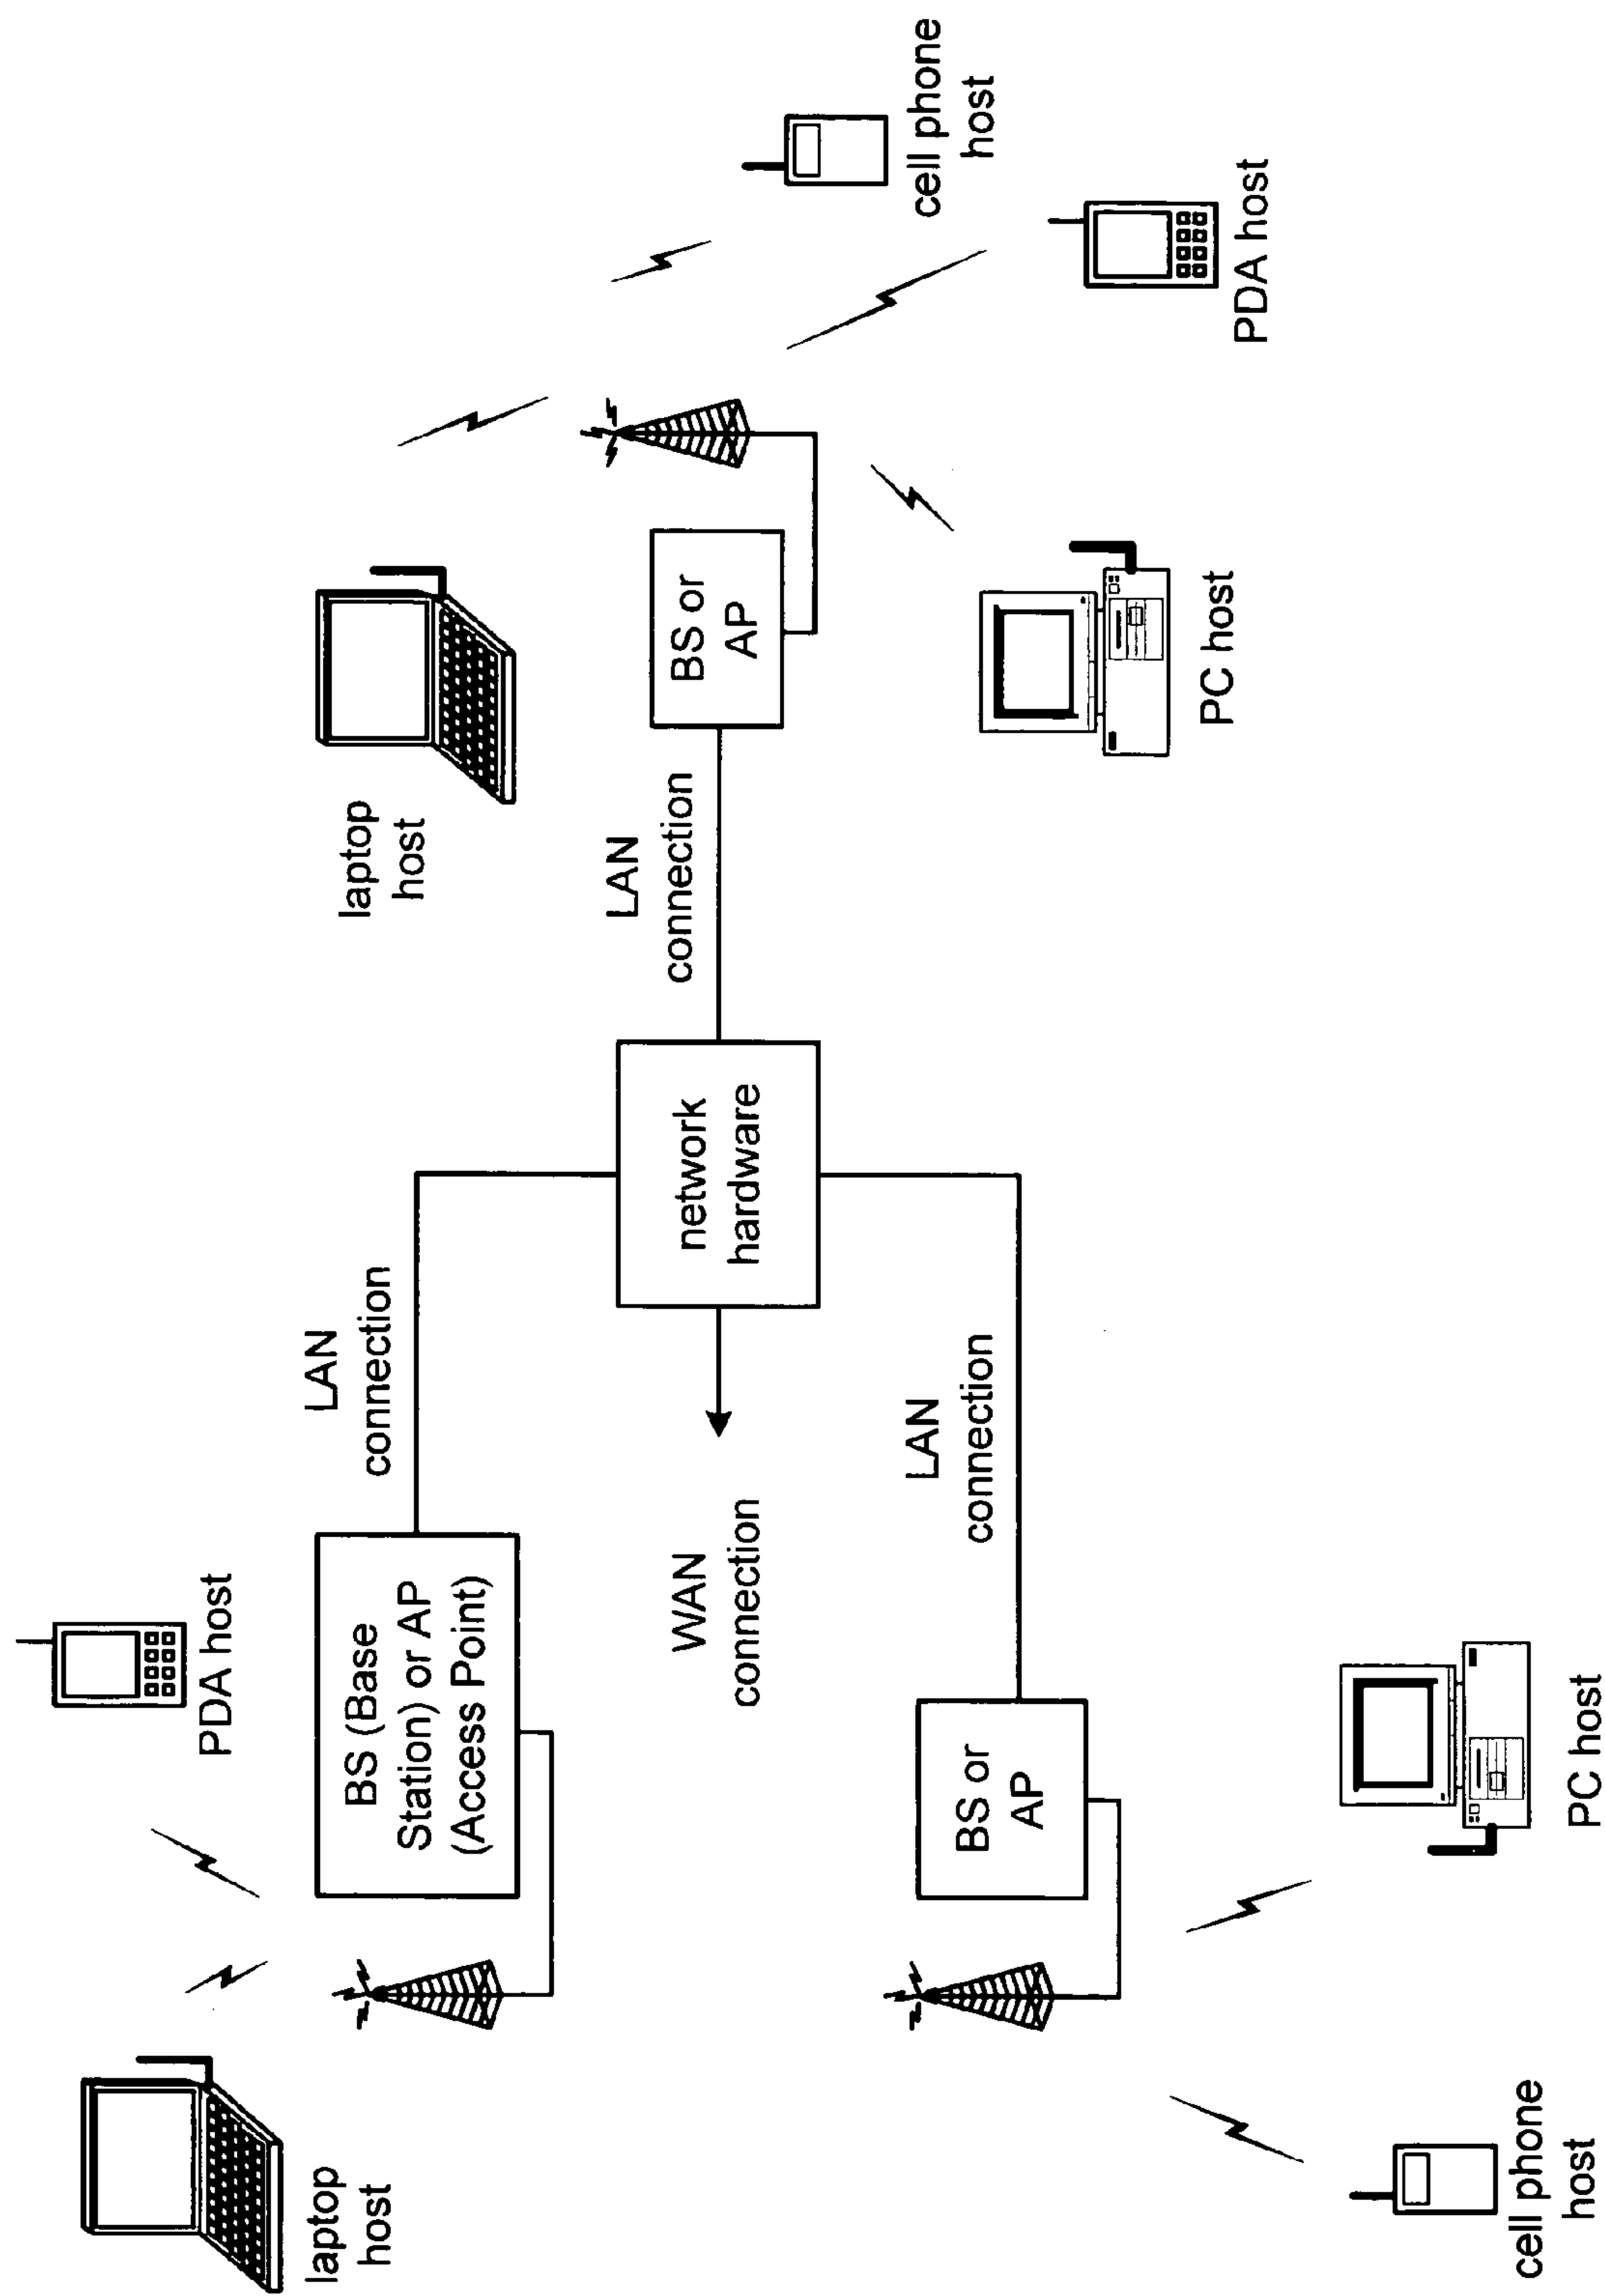 laptop
host
PDA host
BS (Base
Station) or AP
(Access Point)
LAN
connection
laptop
host
LAN
connection
BS or
AP
network
hardware
WAN
connection
cell phone
host
PDA host
LAN
connection
BS or
AP
PC host
cell phone
host
PC host